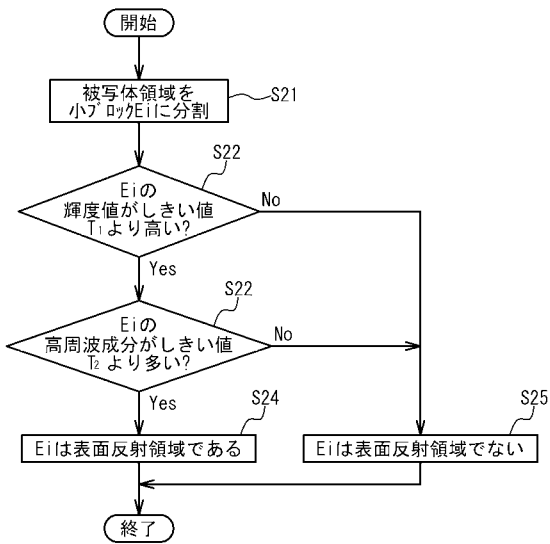 開始
被写体領域を
小ブロックEiに分割
S21
S22
Eiの
輝度値がしきい値
T1より高い?
No
Yes
S22
Eiの
高周波成分がしきい値
T2より多い?
No
Yes
S24
S25
Eiは表面反射領域である
Eiは表面反射領域でない
終了